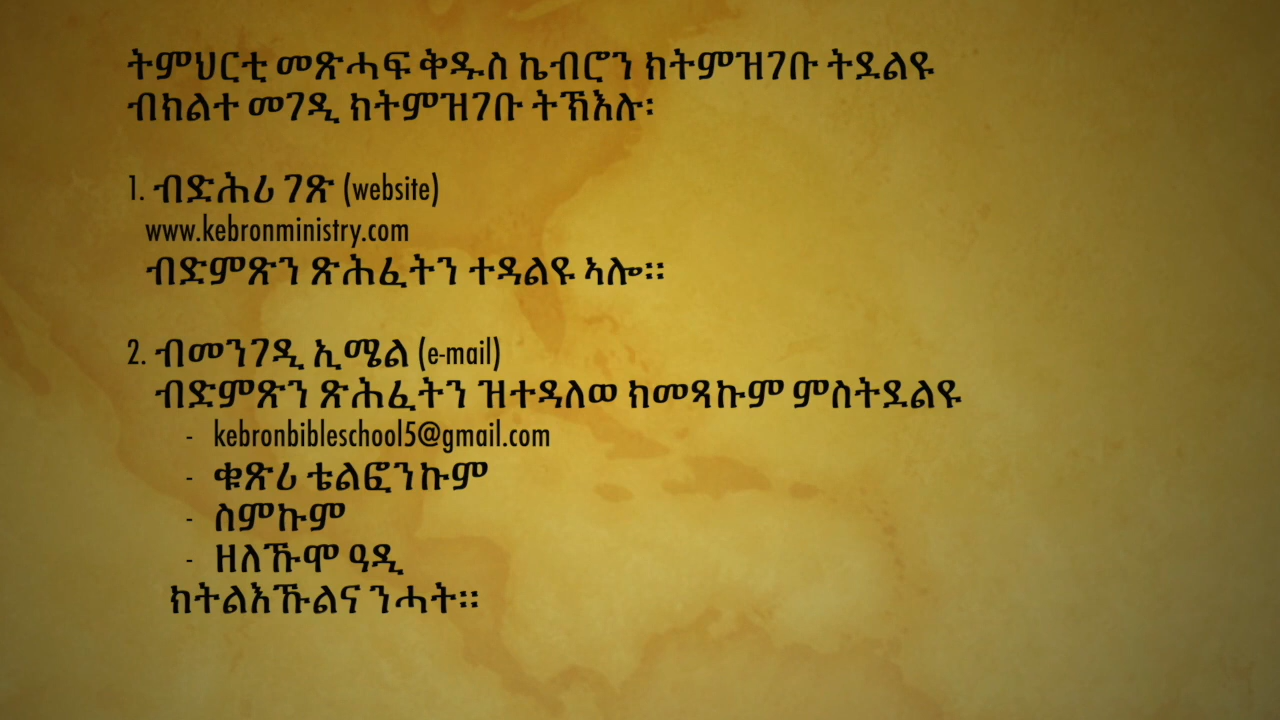 ትምህርቲ መጽሓፍ ቅዱስ ኬብሮን ክትምዝገቡ ትደልዩ
ብክልተ መገዲ ክትምዝገቡ ትኽእሉ፡
1. ብድሕሪ ገጽ (website)
www.kebronministry.com
ብድምጽን ጽሕፈትን ተዳልዩ ኣሎ።
2. ብመንገዲ ኢሜል (e-mail)
ብድምጽን ጽሕፈትን ዝተዳለወ ክመጻኩም ምስትደልዩ
- kebronbibleschool5@gmail.com
- ቁጽሪ ቴልፎንኩም
- ስምኩም
- ዘለኹሞ ዓዲ
ክትልእኹልና ንሓት።